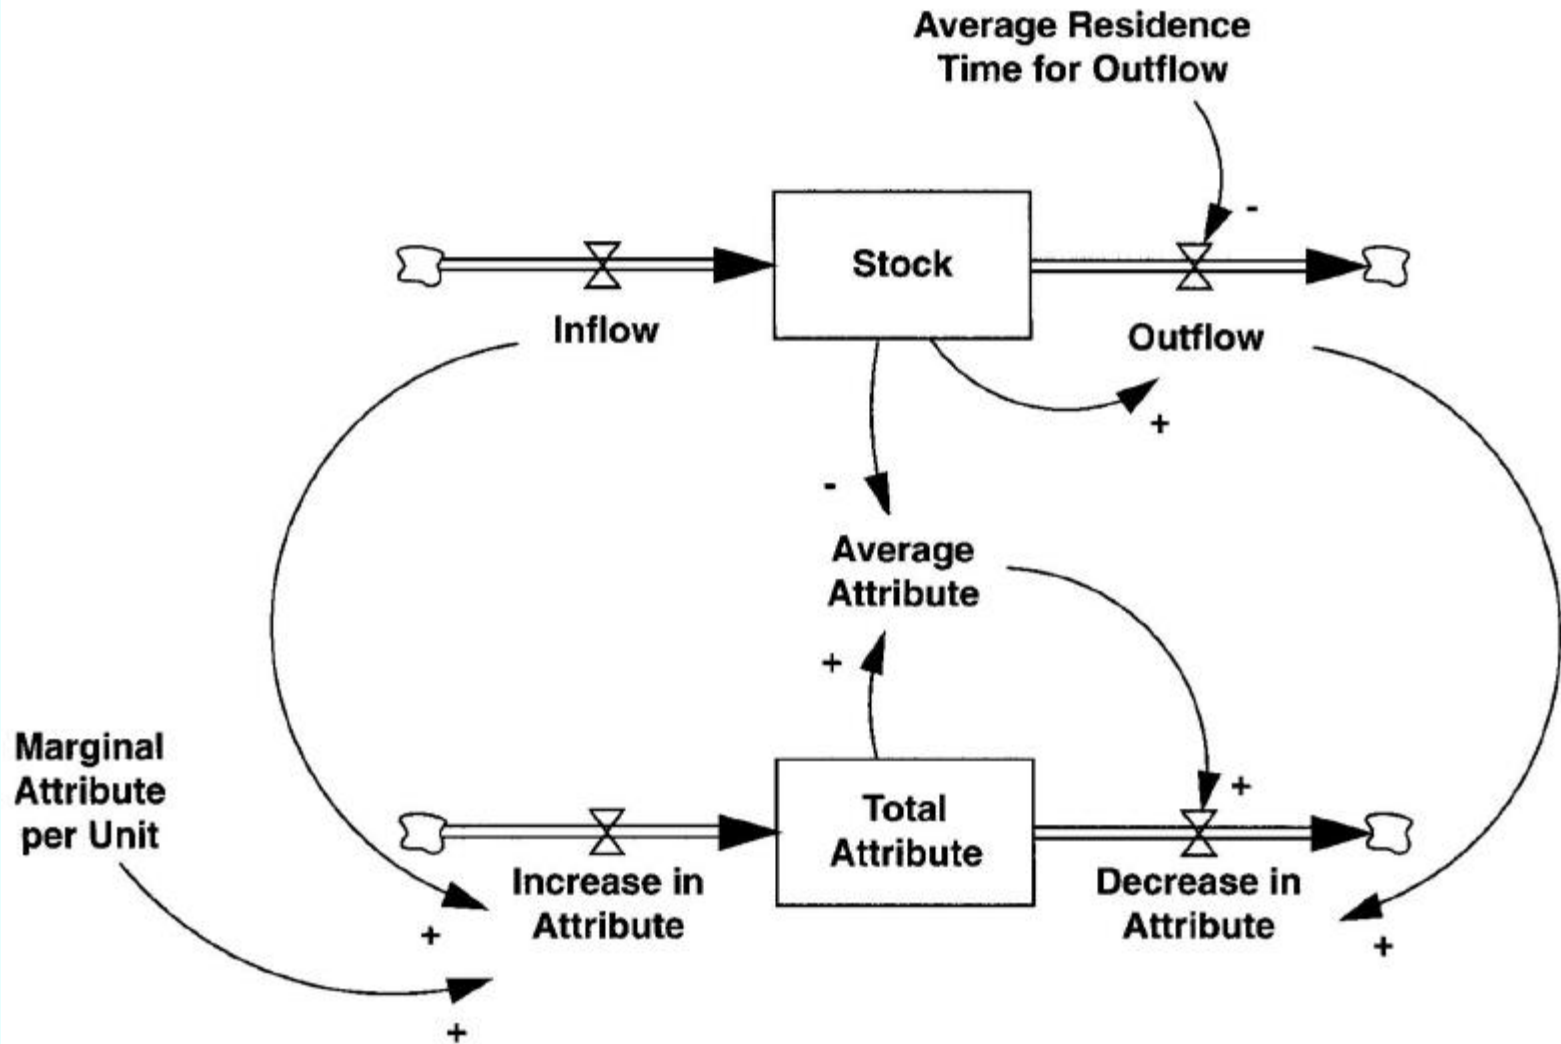 Average Residence
Time for Outflow
-
Stock
Inflow
Outflow
+
-
Average
Attribute
+
Marginal
Attribute
per Unit
+
Total
Attribute
Increase in
Attribute
Decrease in
Attribute
+
+
+